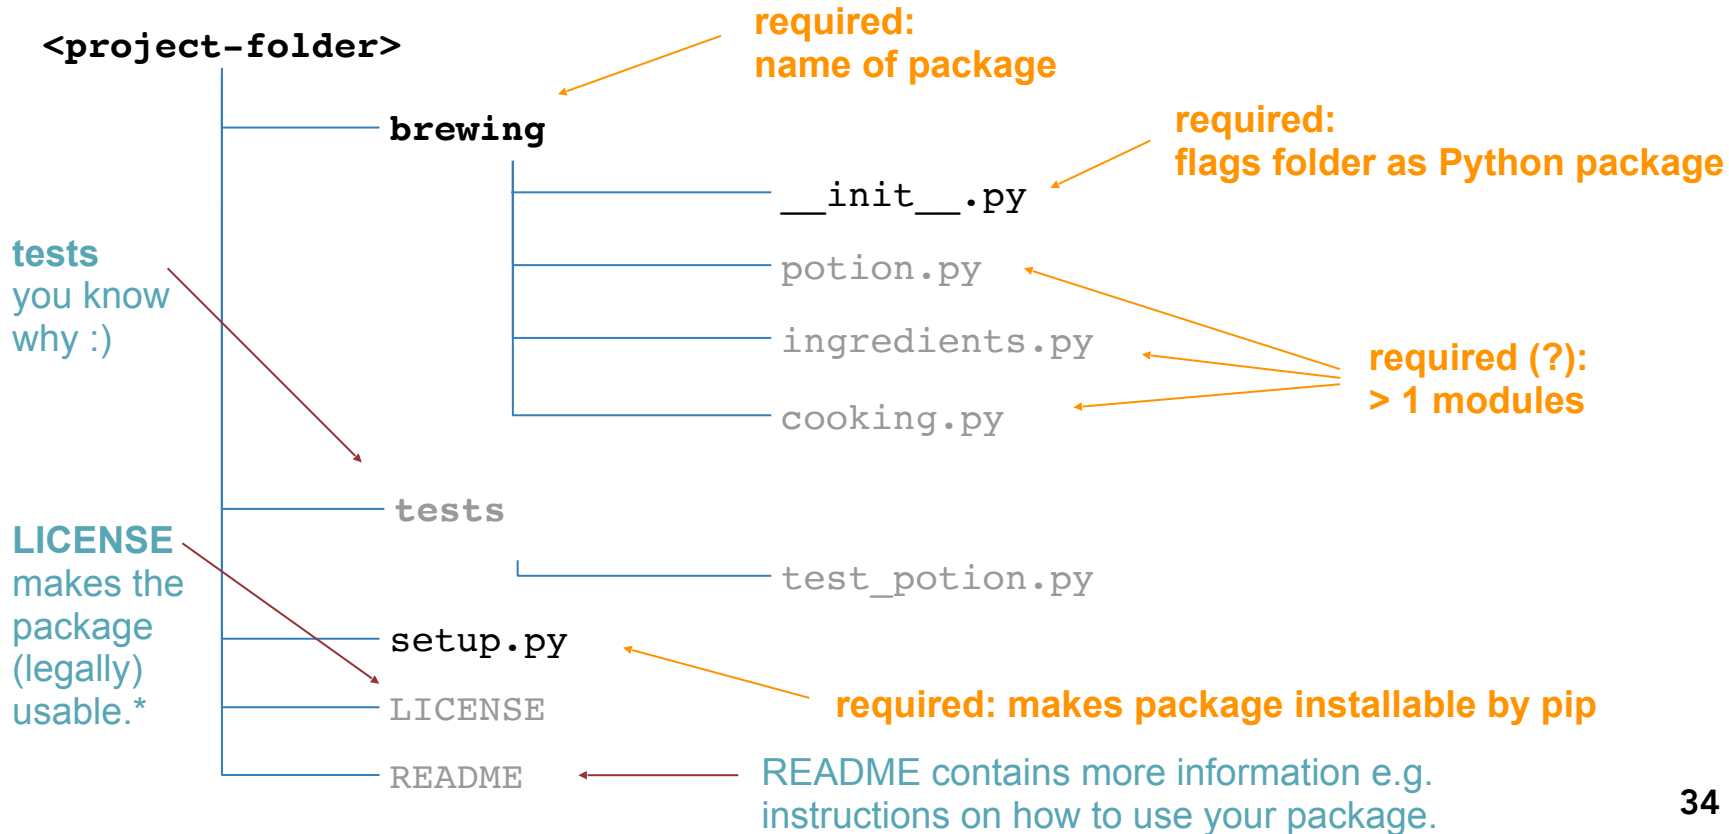 <project-folder>
required:
name of package
brewing
required:
flags folder as Python package
__init__.py
tests
you know
why :)
potion.py
ingredients.py
cooking.py
required (?):
> 1 modules
tests
LICENSE
makes the
package
(legally)
usable.*
test_potion.py
setup.py
required: makes package installable by pip
LICENSE
README
README contains more information e.g.
instructions on how to use your package.
34